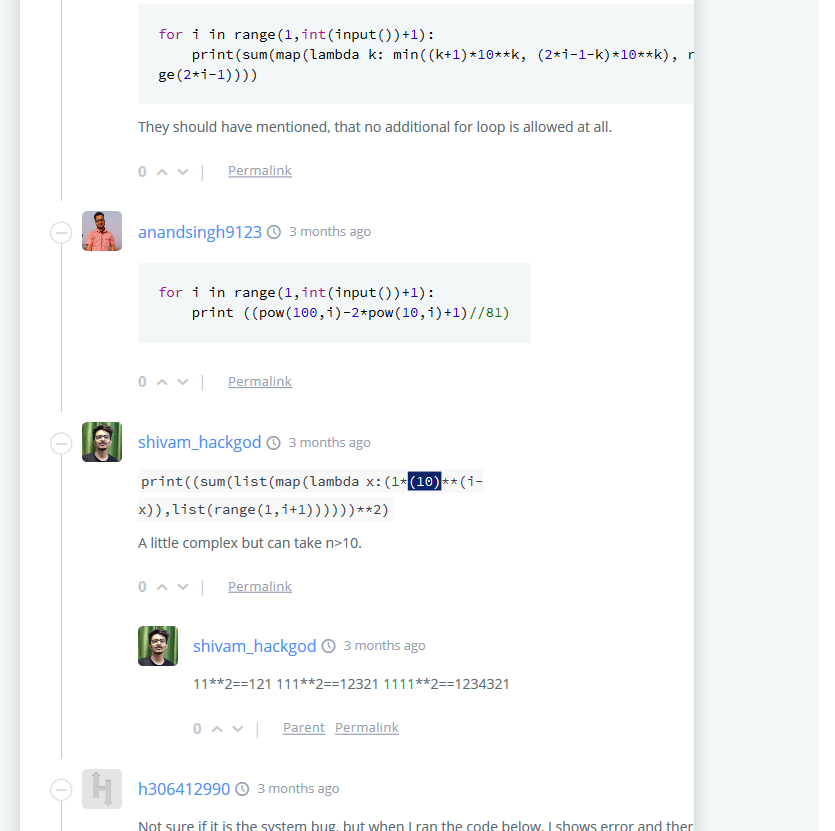 for i in range(1,int(input())+1):
print(sum(map(lambda k: min((k+1)*10**k, (2*i-1-k)*10**k), r
ge(2*i-1))))
They should have mentioned, that no additional for loop is allowed at all.
0 | Permalink
anandsingh9123 3 months ago
for i in range(1,int(input())+1):
print ((pow(100,i)-2*pow(10,i)+1)//81)
0 | Permalink
shivam_hackgod 3 months ago
print((sum(list(map(lambda x:(1*(10)**(i-
x)),list(range(1,i+1))))))**2)
A little complex but can take n>10.
0 | Permalink
shivam_hackgod 3 months ago
11**2==121 111**2==12321 1111**2==1234321
0 | Parent Permalink
h306412990 3 months ago
Not sure if it is the system bug, but when I ran the code below, I shows error and ther